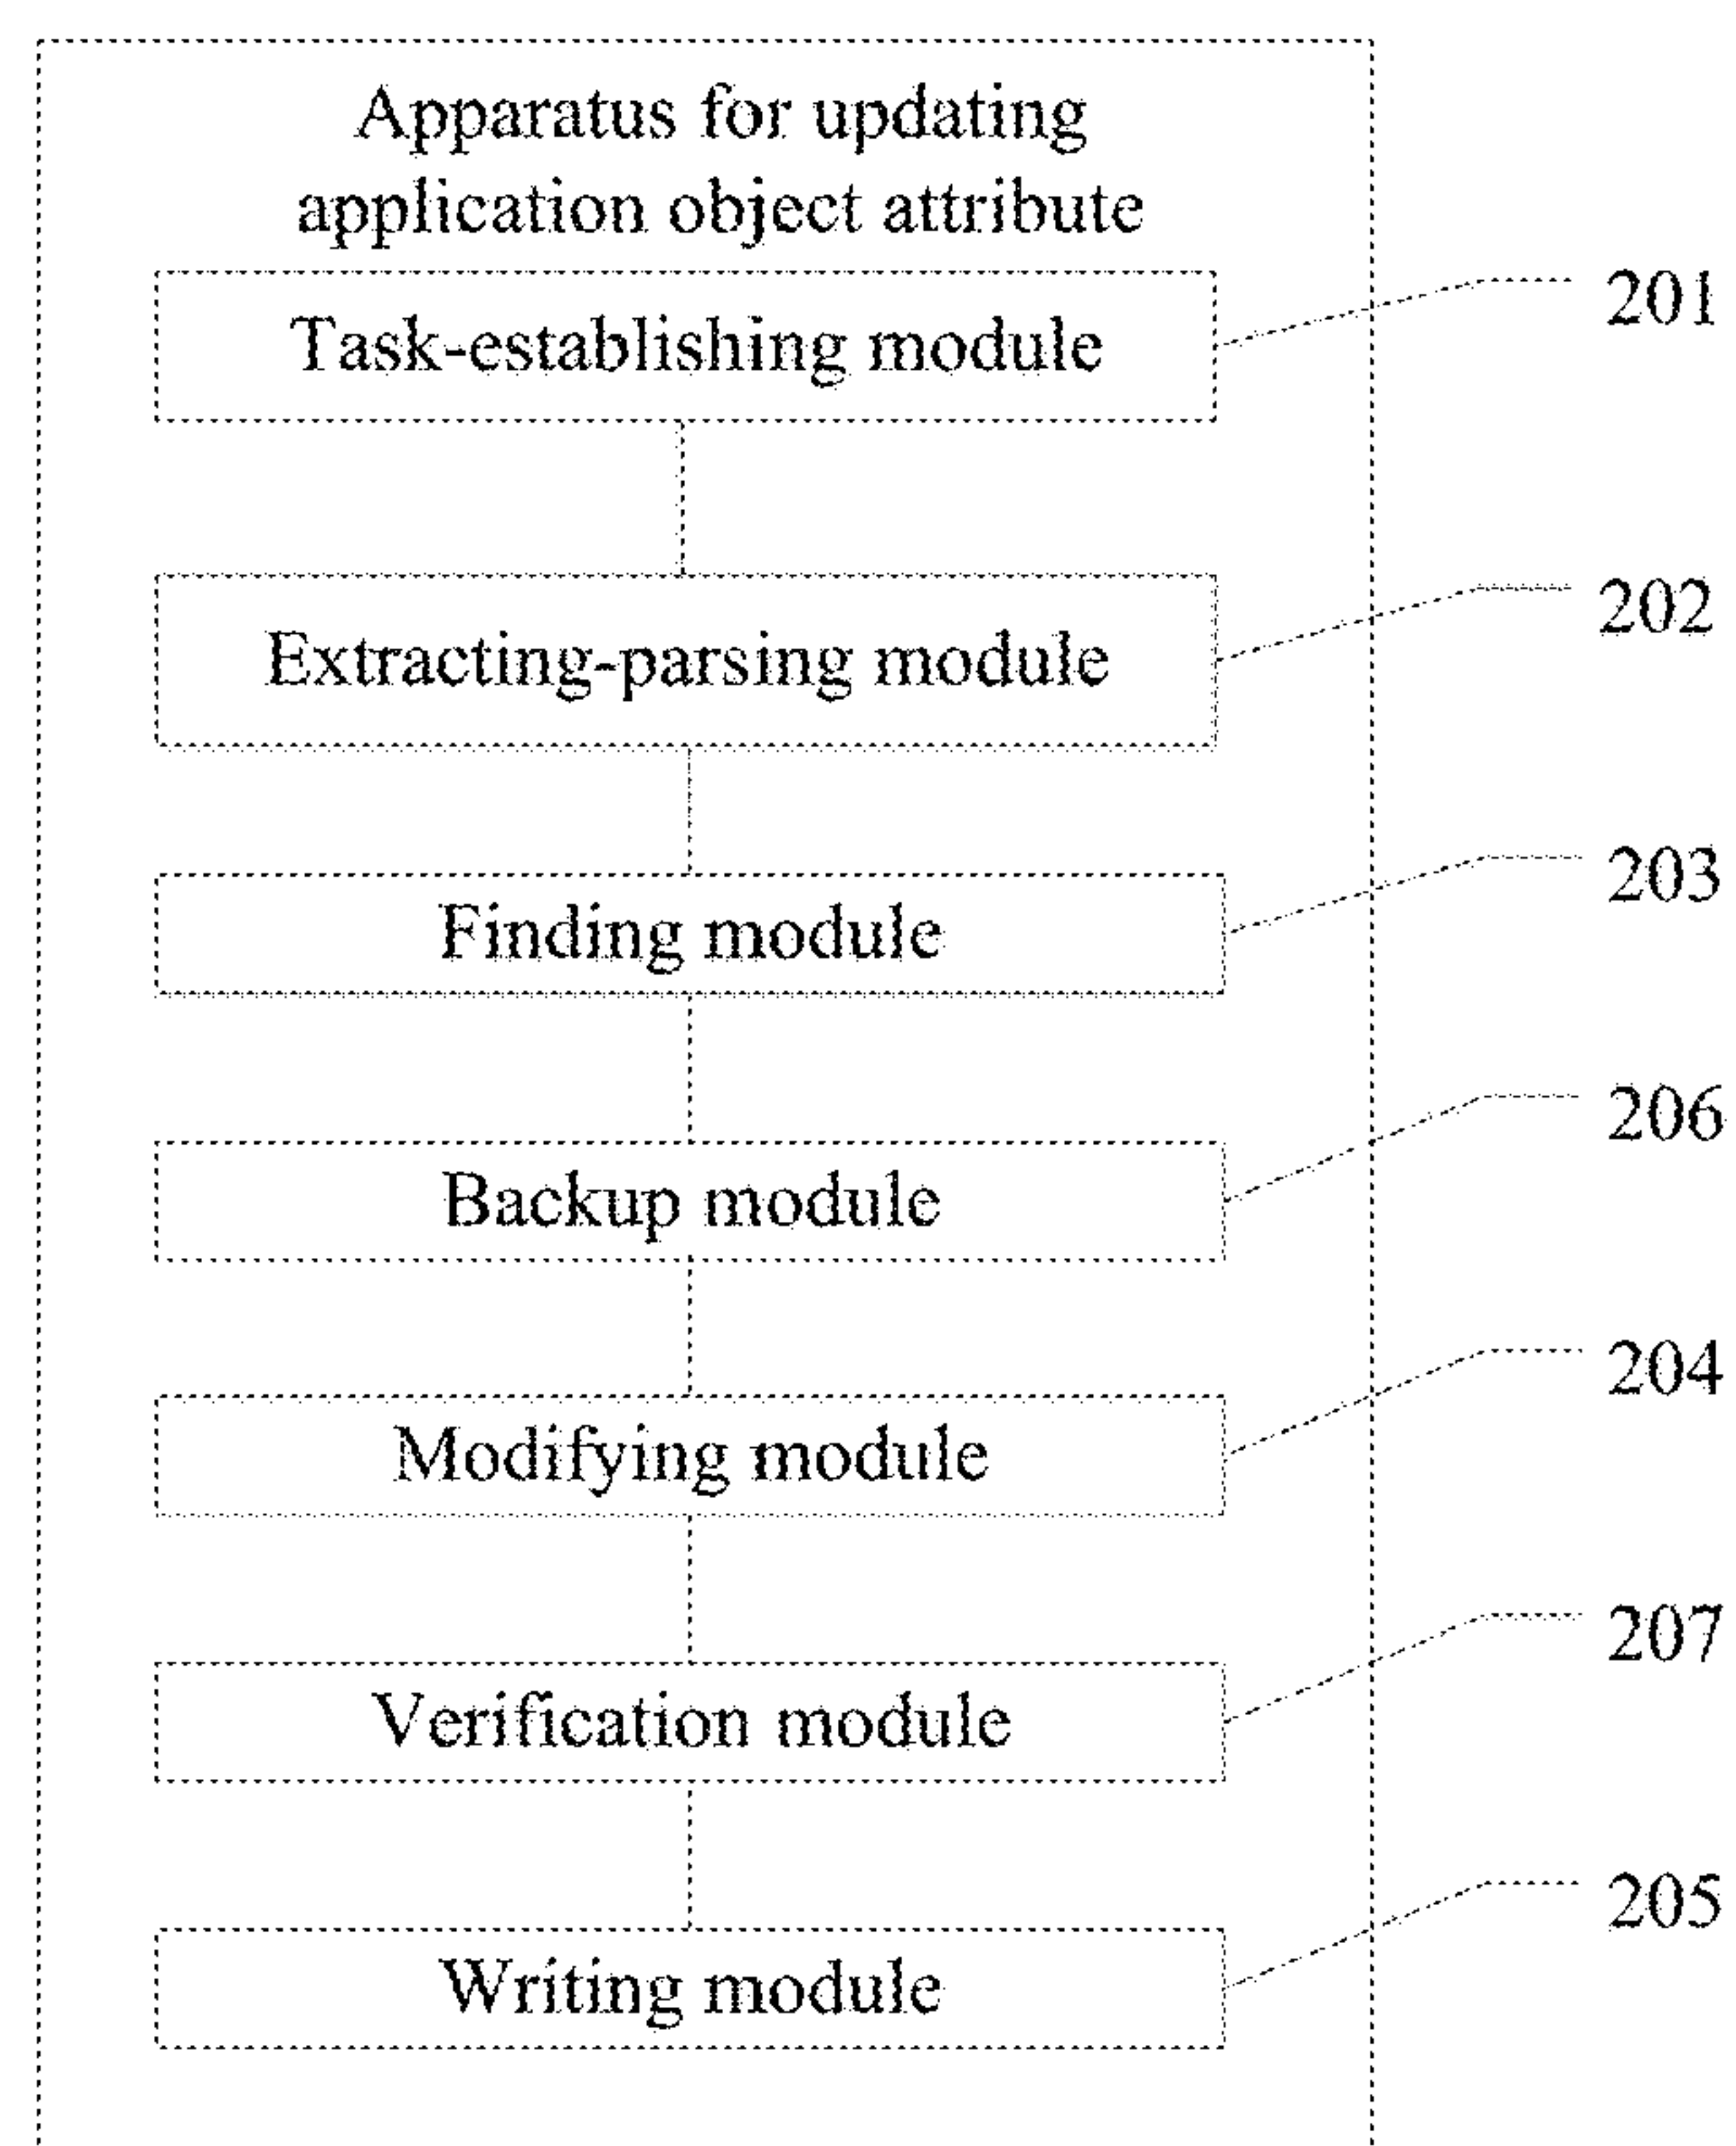 Apparatus for updating
application object attribute
Task-establishing module
201
Extracting-parsing module
202
Finding module
203
Backup module
206
Modifying module
204
Verification module
207
Writing module
205